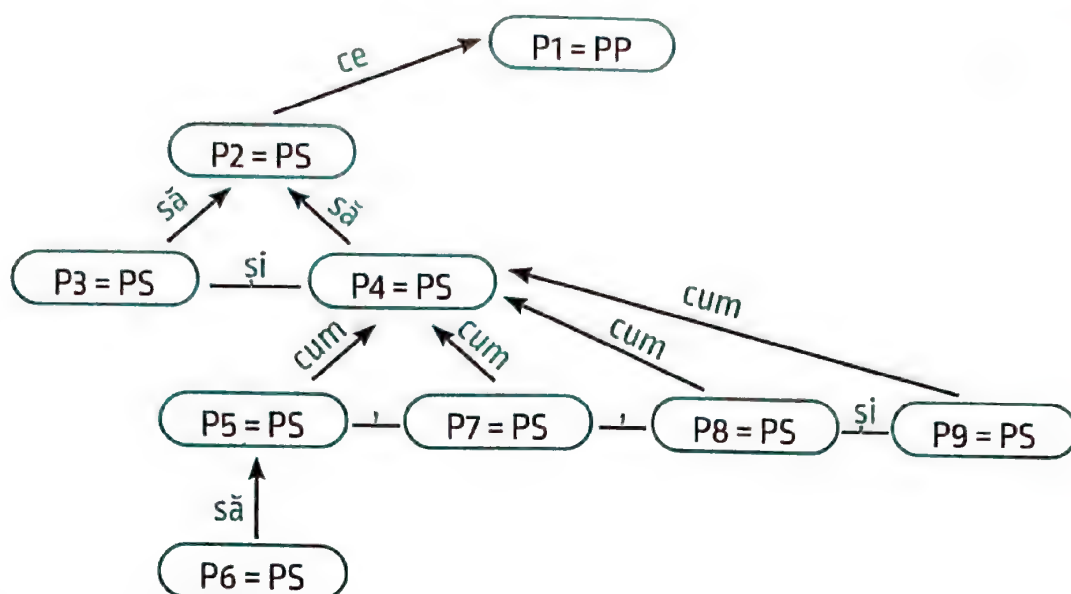 ce
P1 = PP
P2 = PS
să
să
P3 = PS
și
P4 = PS
cum
cum
cum
cum
P5 = PS
,
P7 = PS
,
P8 = PS
și
P9 = PS
să
P6 = PS